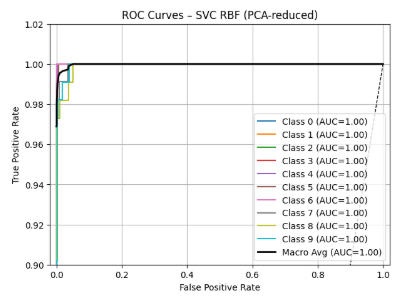 ROC Curves – SVC RBF (PCA-reduced)
1.02
1.00
0.98
0.96
0.94
0.92
0.90
True Positive Rate
Class 0 (AUC=1.00)
Class 1 (AUC=1.00)
Class 2 (AUC=1.00)
Class 3 (AUC=1.00)
Class 4 (AUC=1.00)
Class 5 (AUC=1.00)
Class 6 (AUC=1.00)
Class 7 (AUC=1.00)
Class 8 (AUC=1.00)
Class 9 (AUC=1.00)
Macro Avg (AUC=1.00)
0.0 0.2 0.4 0.6 0.8 1.0
False Positive Rate